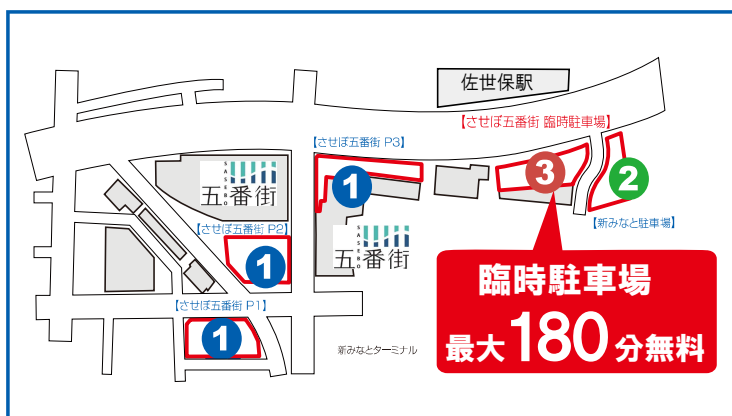 佐世保駅
【させぼ五番街 臨時駐車場】
【させぼ五番街 P3】
3
2
1
SASEBO
五番街
【させぼ五番街 P2】
【新みなと駐車場】
SASEBO
五番街
1
臨時駐車場
【させぼ五番街 P1】
1
新みなとターミナル
最大180分無料